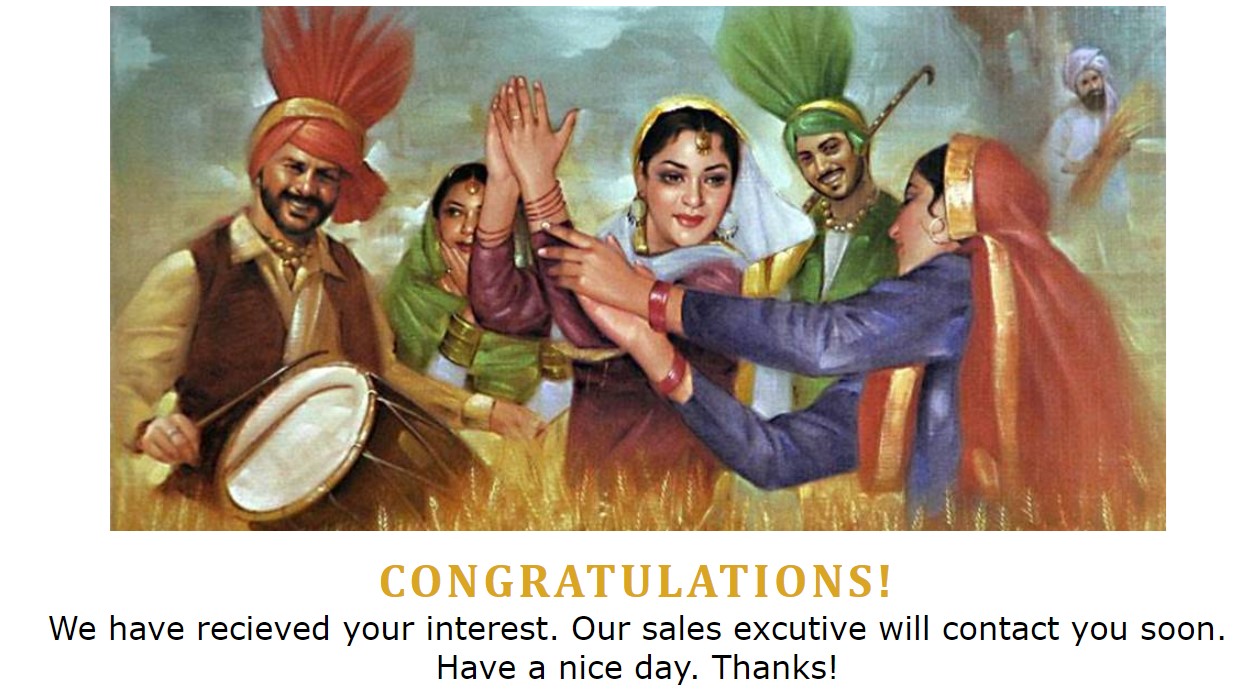 CONGRATULATIONS!
We have recieved your interest. Our sales excutive will contact you soon.
Have a nice day. Thanks!